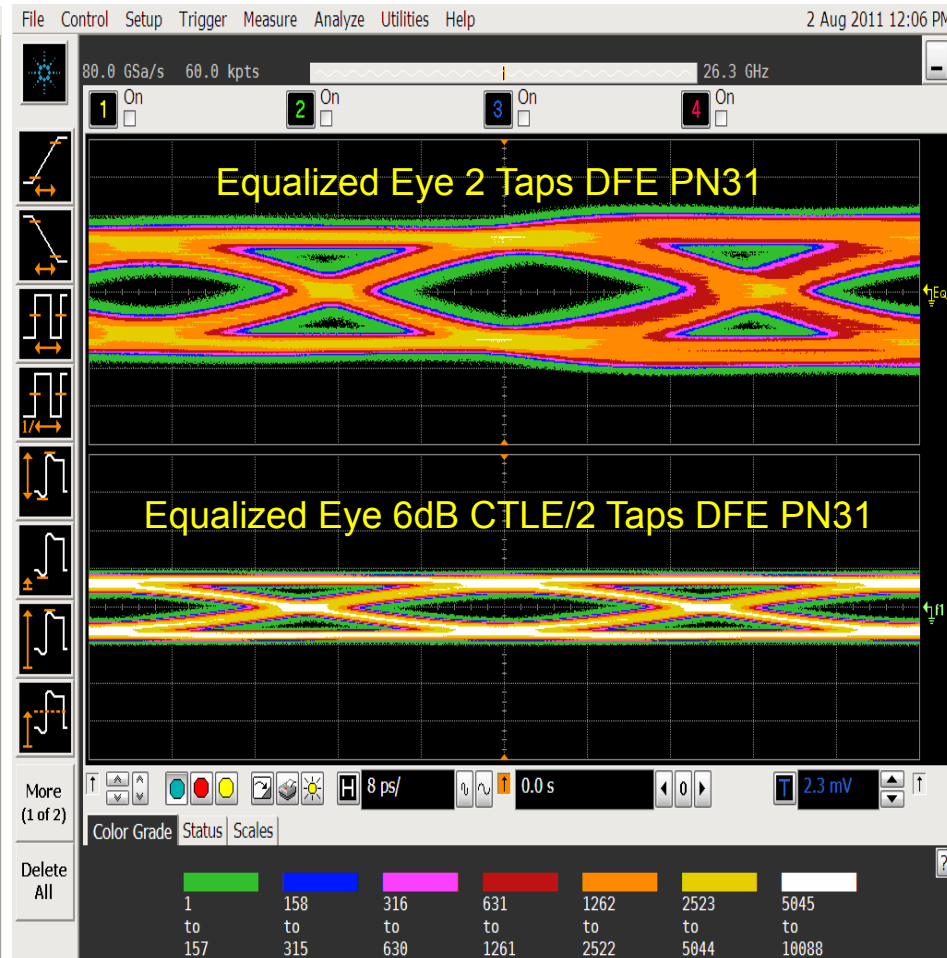 File Control Setup Trigger Measure Analyze Utilities Help 2 Aug 2011 12:06 PM
80.0 GSa/s 60.0 kpts 26.3 GHz
1 On 2 On 3 On 4 On
Equalized Eye 2 Taps DFE PN31
Eq
Equalized Eye 6dB CTLE/2 Taps DFE PN31
f1
1/
More
(1 of 2)
Delete
All
H 8 ps/ 0.0 s 0 T 2.3 mV
Color Grade Status Scales
?
1 158 316 631 1262 2523 5045
to to to to to to to
157 315 630 1261 2522 5044 10088